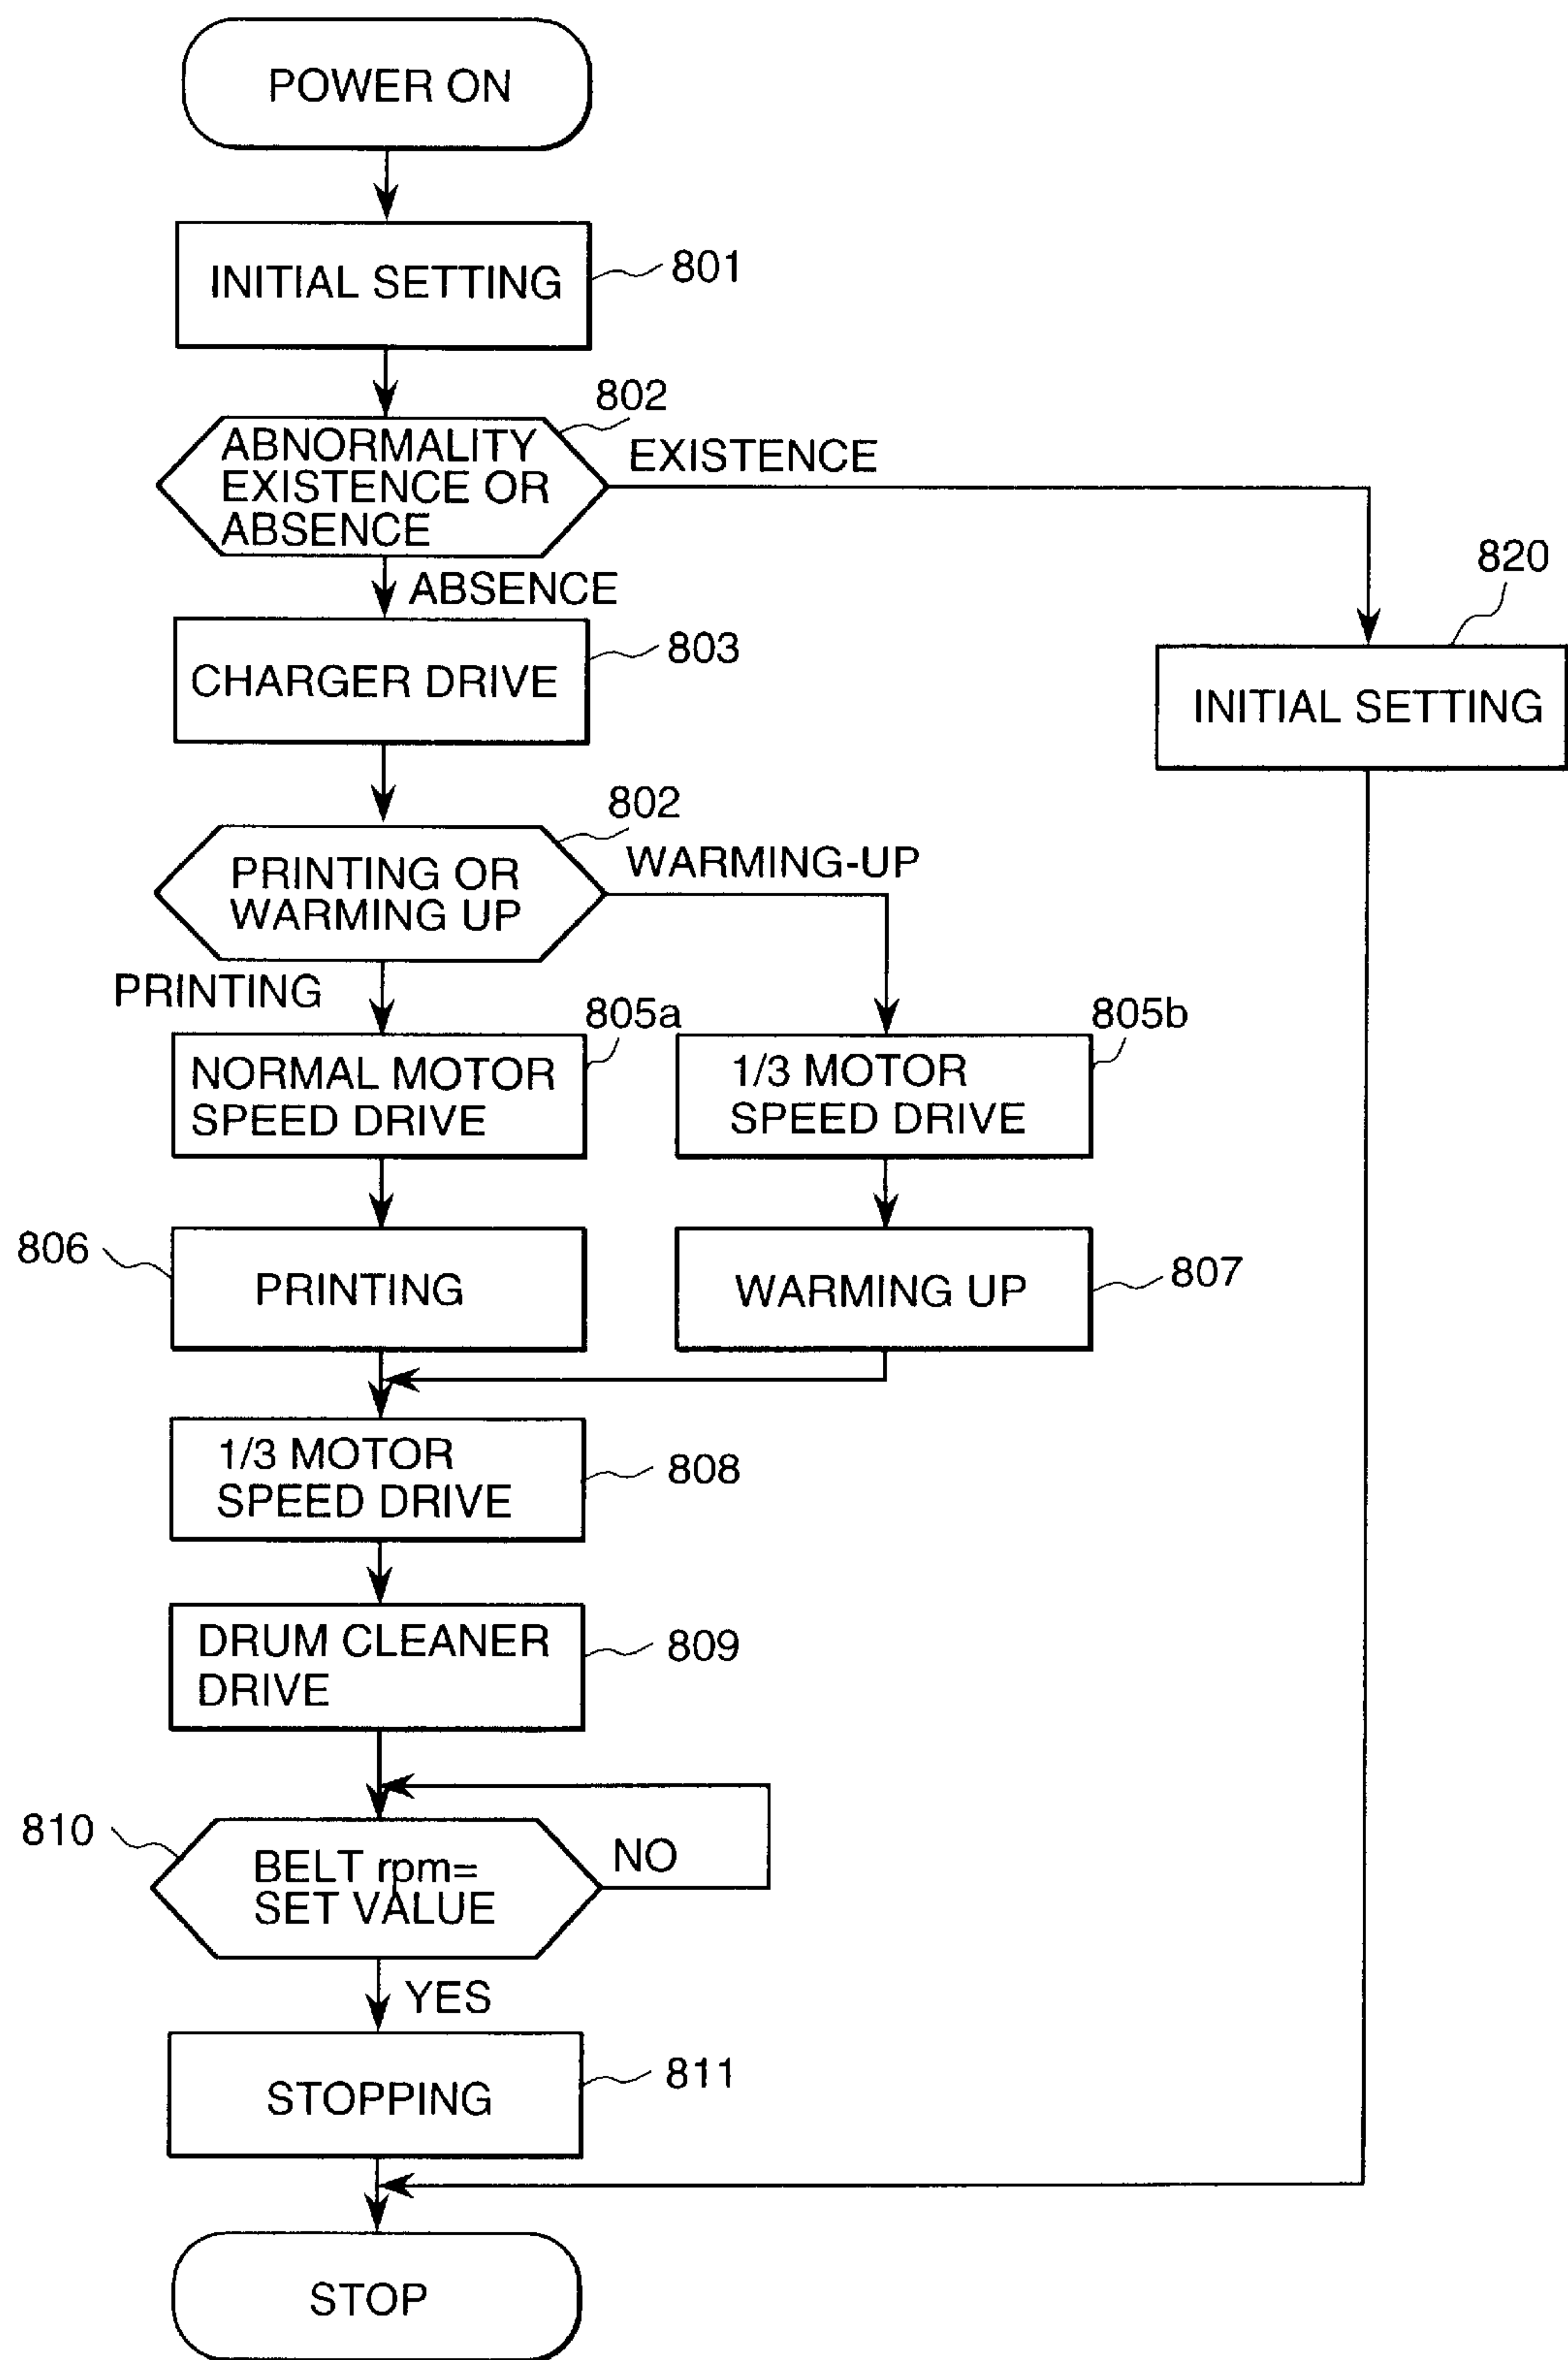 POWER ON
INITIAL SETTING
801
802
ABNORMALITY
EXISTENCE OR
ABSENCE
EXISTENCE
ABSENCE
820
CHARGER DRIVE
803
INITIAL SETTING
802
PRINTING OR
WARMING UP
WARMING-UP
PRINTING
805a
805b
NORMAL MOTOR
SPEED DRIVE
1/3 MOTOR
SPEED DRIVE
806
PRINTING
WARMING UP
807
1/3 MOTOR
SPEED DRIVE
808
DRUM CLEANER
DRIVE
809
810
BELT rpm=
SET VALUE
NO
YES
STOPPING
811
STOP